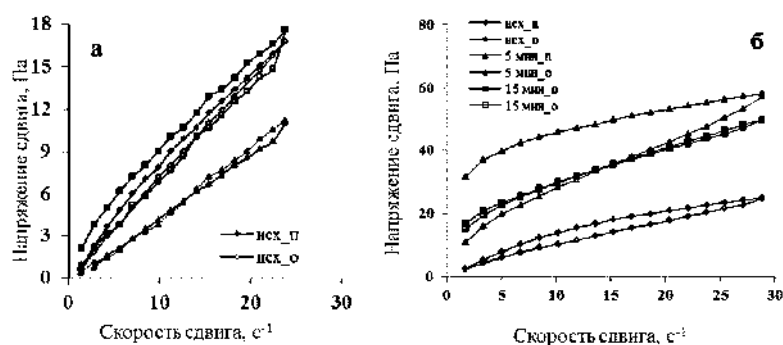 а
Напряжение сдвига, Па
18
15
12
9
6
3
0
0
10
20
30
исх_п
исх_о
Скорость сдвига, с⁻¹
б
Напряжение сдвига, Па
80
60
40
20
0
0
5
10
15
20
25
30
исх_п
исх_о
5 мин_п
5 мин_о
15 мин_о
15 мин_о
Скорость сдвига, с⁻¹